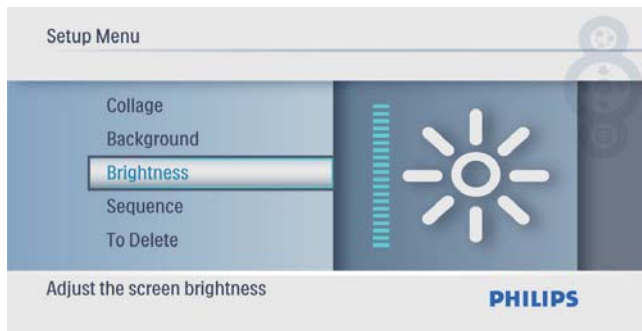 Setup Menu
Collage
Background
Brightness
Sequence
To Delete
Adjust the screen brightness
PHILIPS